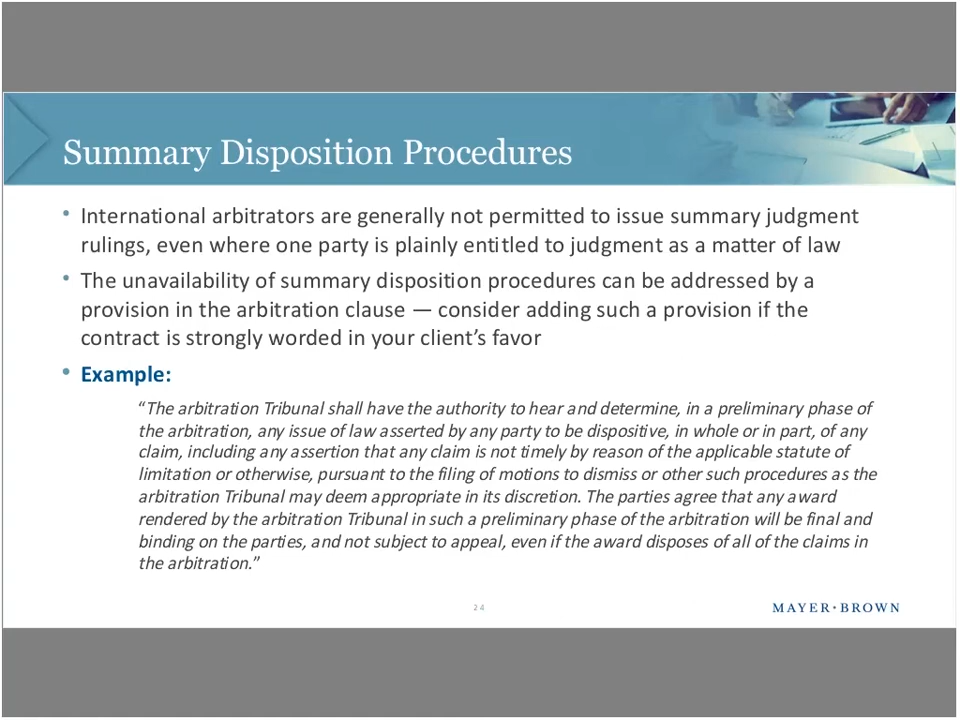 Summary Disposition Procedures
• International arbitrators are generally not permitted to issue summary judgment
rulings, even where one party is plainly entitled to judgment as a matter of law
• The unavailability of summary disposition procedures can be addressed by a
provision in the arbitration clause — consider adding such a provision if the
contract is strongly worded in your client’s favor
• Example:
“The arbitration Tribunal shall have the authority to hear and determine, in a preliminary phase of
the arbitration, any issue of law asserted by any party to be dispositive, in whole or in part, of any
claim, including any assertion that any claim is not timely by reason of the applicable statute of
limitation or otherwise, pursuant to the filing of motions to dismiss or other such procedures as the
arbitration Tribunal may deem appropriate in its discretion. The parties agree that any award
rendered by the arbitration Tribunal in such a preliminary phase of the arbitration will be final and
binding on the parties, and not subject to appeal, even if the award disposes of all of the claims in
the arbitration.”
24
MAYER•BROWN